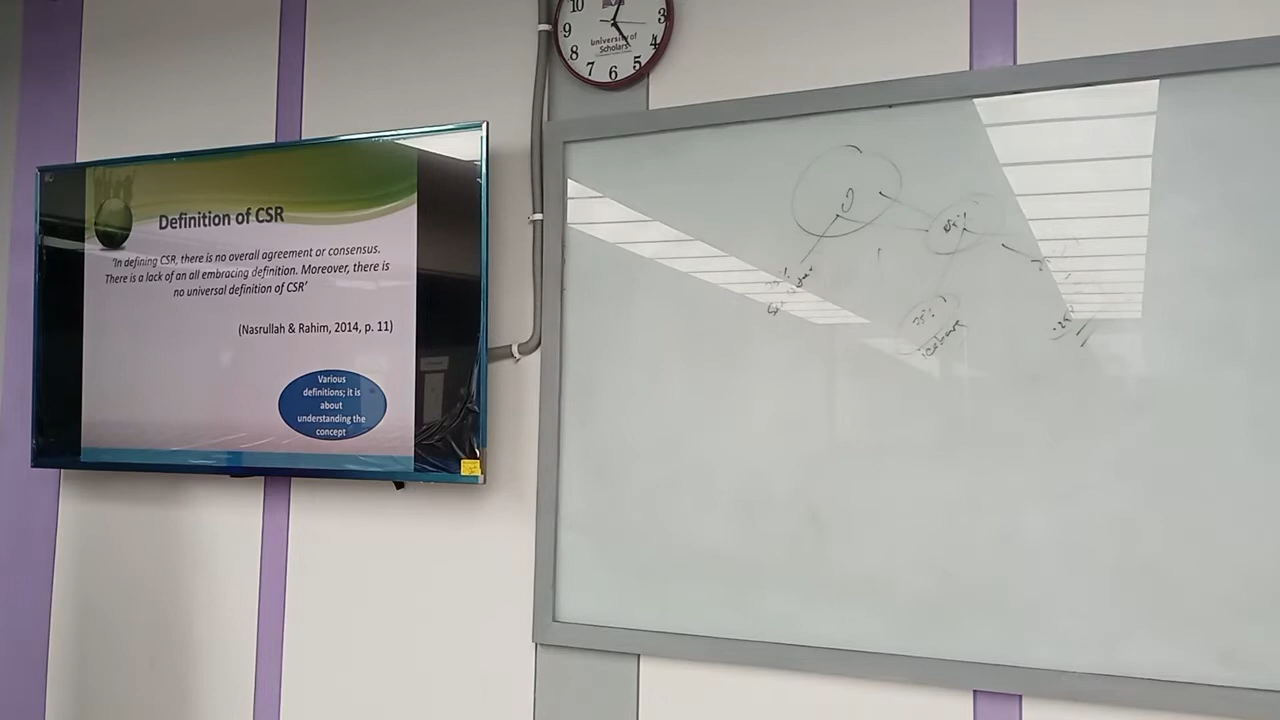 Definition of CSR
'In defining CSR, there is no overall agreement or consensus.
There is a lack of an all embracing definition. Moreover, there is
no universal definition of CSR'
(Nasrullah & Rahim, 2014, p. 11)
Various
definitions; it is
about
understanding the
concept
10
3
9
University of
Scholars
4
8
5
7
6
25%